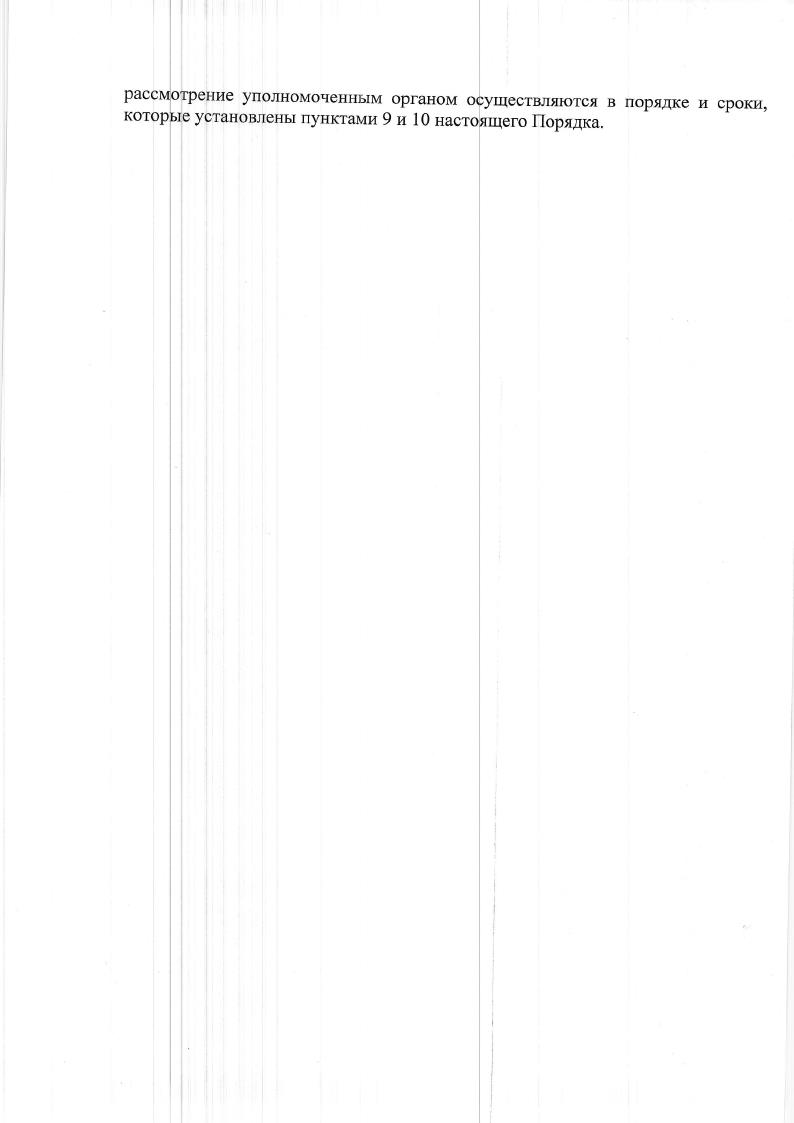 рассмотрение уполномоченным органом осуществляются в порядке и сроки,
которые установлены пунктами 9 и 10 настоящего Порядка.